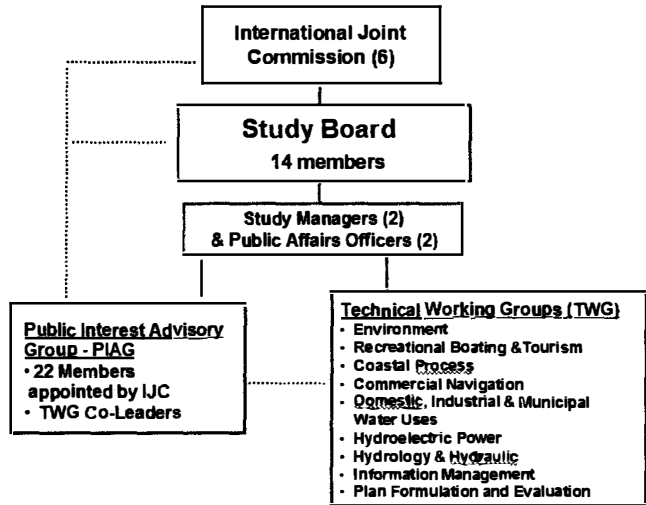 International Joint
Commission (6)
Study Board
14 members
Study Managers (2)
& Public Affairs Officers (2)
Public Interest Advisory
Group - PIAG
• 22 Members
appointed by IJC
• TWG Co-Leaders
Technical Working Groups (TWG)
· Environment
· Recreational Boating & Tourism
· Coastal Process
· Commercial Navigation
· Domestic, Industrial & Municipal
Water Uses
· Hydroelectric Power
· Hydrology & Hydraulic
· Information Management
· Plan Formulation and Evaluation